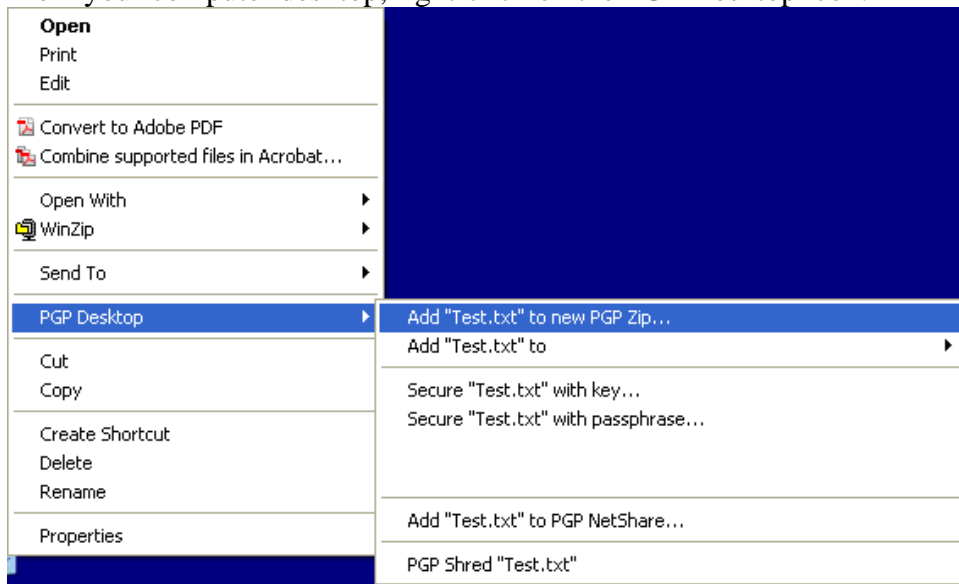 Open
Print
Edit
Convert to Adobe PDF
Combine supported files in Acrobat...
Open With
WinZip
Send To
PGP Desktop
Cut
Copy
Create Shortcut
Delete
Rename
Properties
Add "Test.txt" to new PGP Zip...
Add "Test.txt" to
Secure "Test.txt" with key...
Secure "Test.txt" with passphrase...
Add "Test.txt" to PGP NetShare...
PGP Shred "Test.txt"